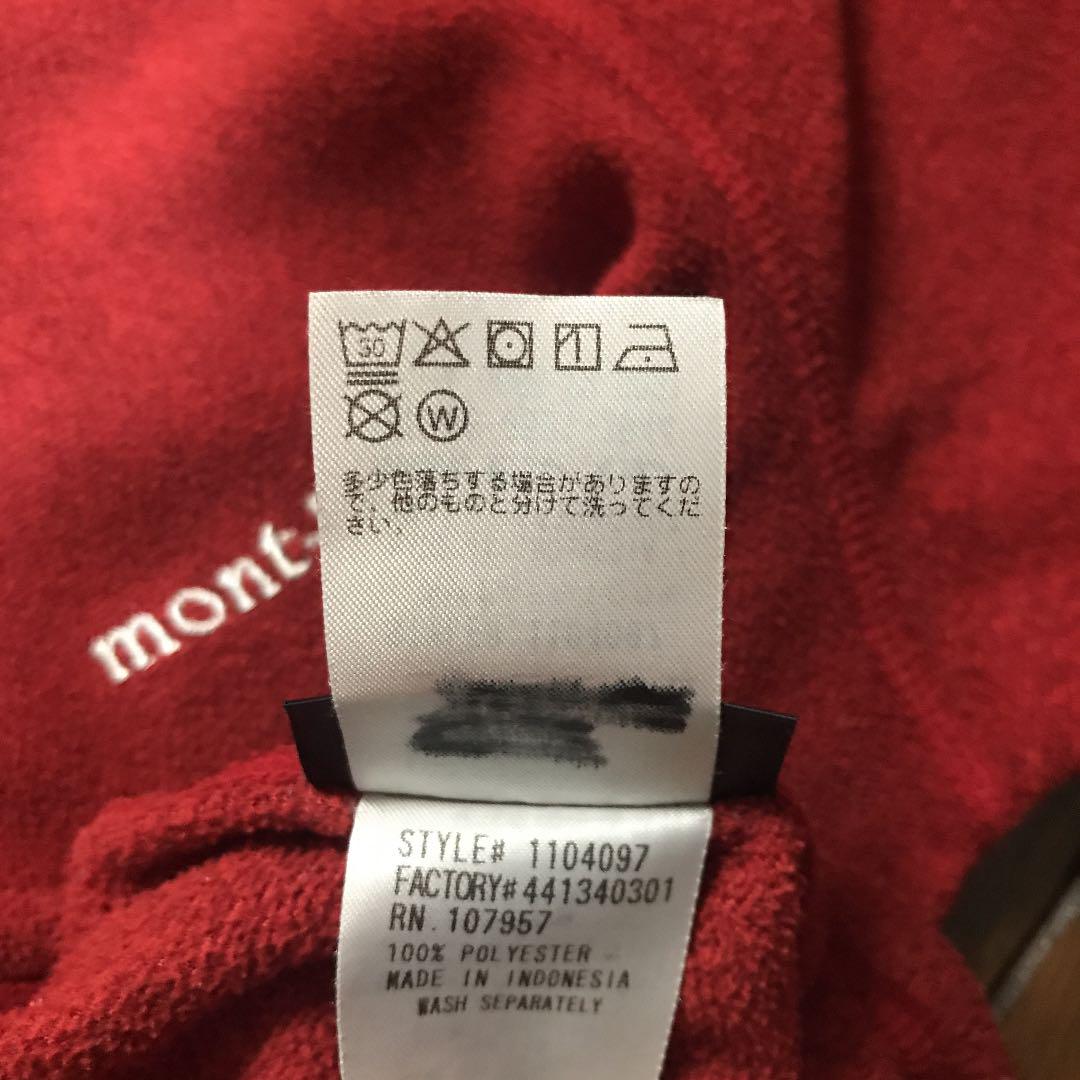 30
W
多少色落ちする場合がありますの
で、他のものと分けて洗ってくだ
さい。
mont-
STYLE# 1104097
FACTORY#441340301
RN.107957
100% POLYESTER
MADE IN INDONESIA
WASH SEPARATELY